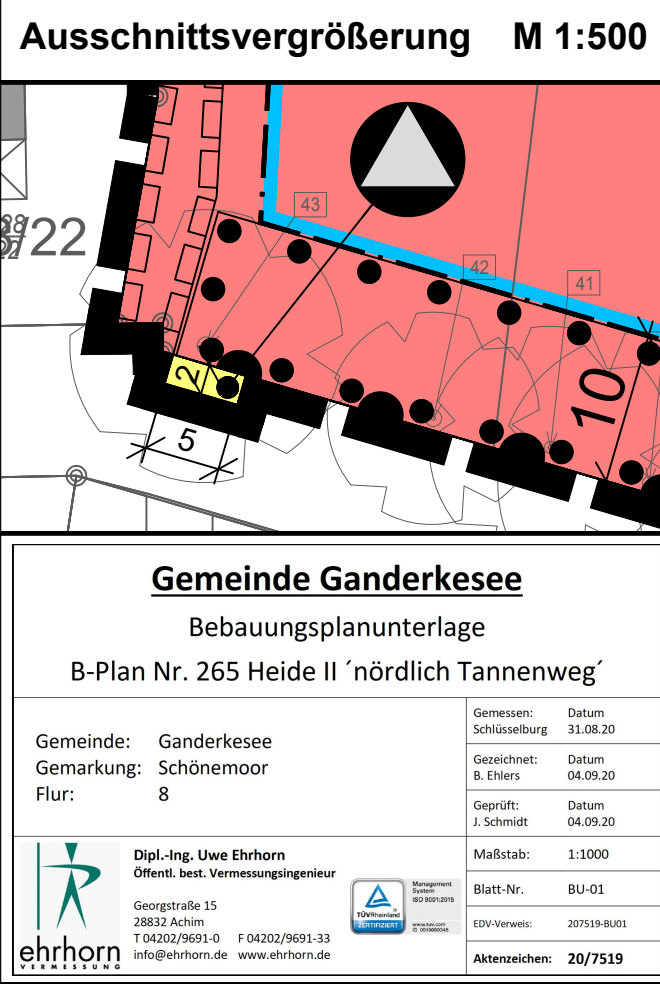 Ausschnittsvergrößerung M 1:500
43
42
41
/22
2
5
10
Gemeinde Ganderkesee
Bebauungsplanunterlage
B-Plan Nr. 265 Heide II ´nördlich Tannenweg´
Gemeinde: Ganderkesee
Gemarkung: Schönemoor
Flur: 8
Gemessen: Datum
Schlüsselburg 31.08.20
Gezeichnet: Datum
B. Ehlers 04.09.20
Geprüft: Datum
J. Schmidt 04.09.20
Maßstab: 1:1000
Blatt-Nr. BU-01
EDV-Verweis: 207519-BU01
Aktenzeichen: 20/7519
ehrhorn
VERMESSUNG
Dipl.-Ing. Uwe Ehrhorn
Öffentl. best. Vermessungsingenieur
Georgstraße 15
28832 Achim
T 04202/9691-0 F 04202/9691-33
info@ehrhorn.de www.ehrhorn.de
TÜVRheinland
ZERTIFIZIERT
Management
System
ISO 9001:2015
www.tuv.com